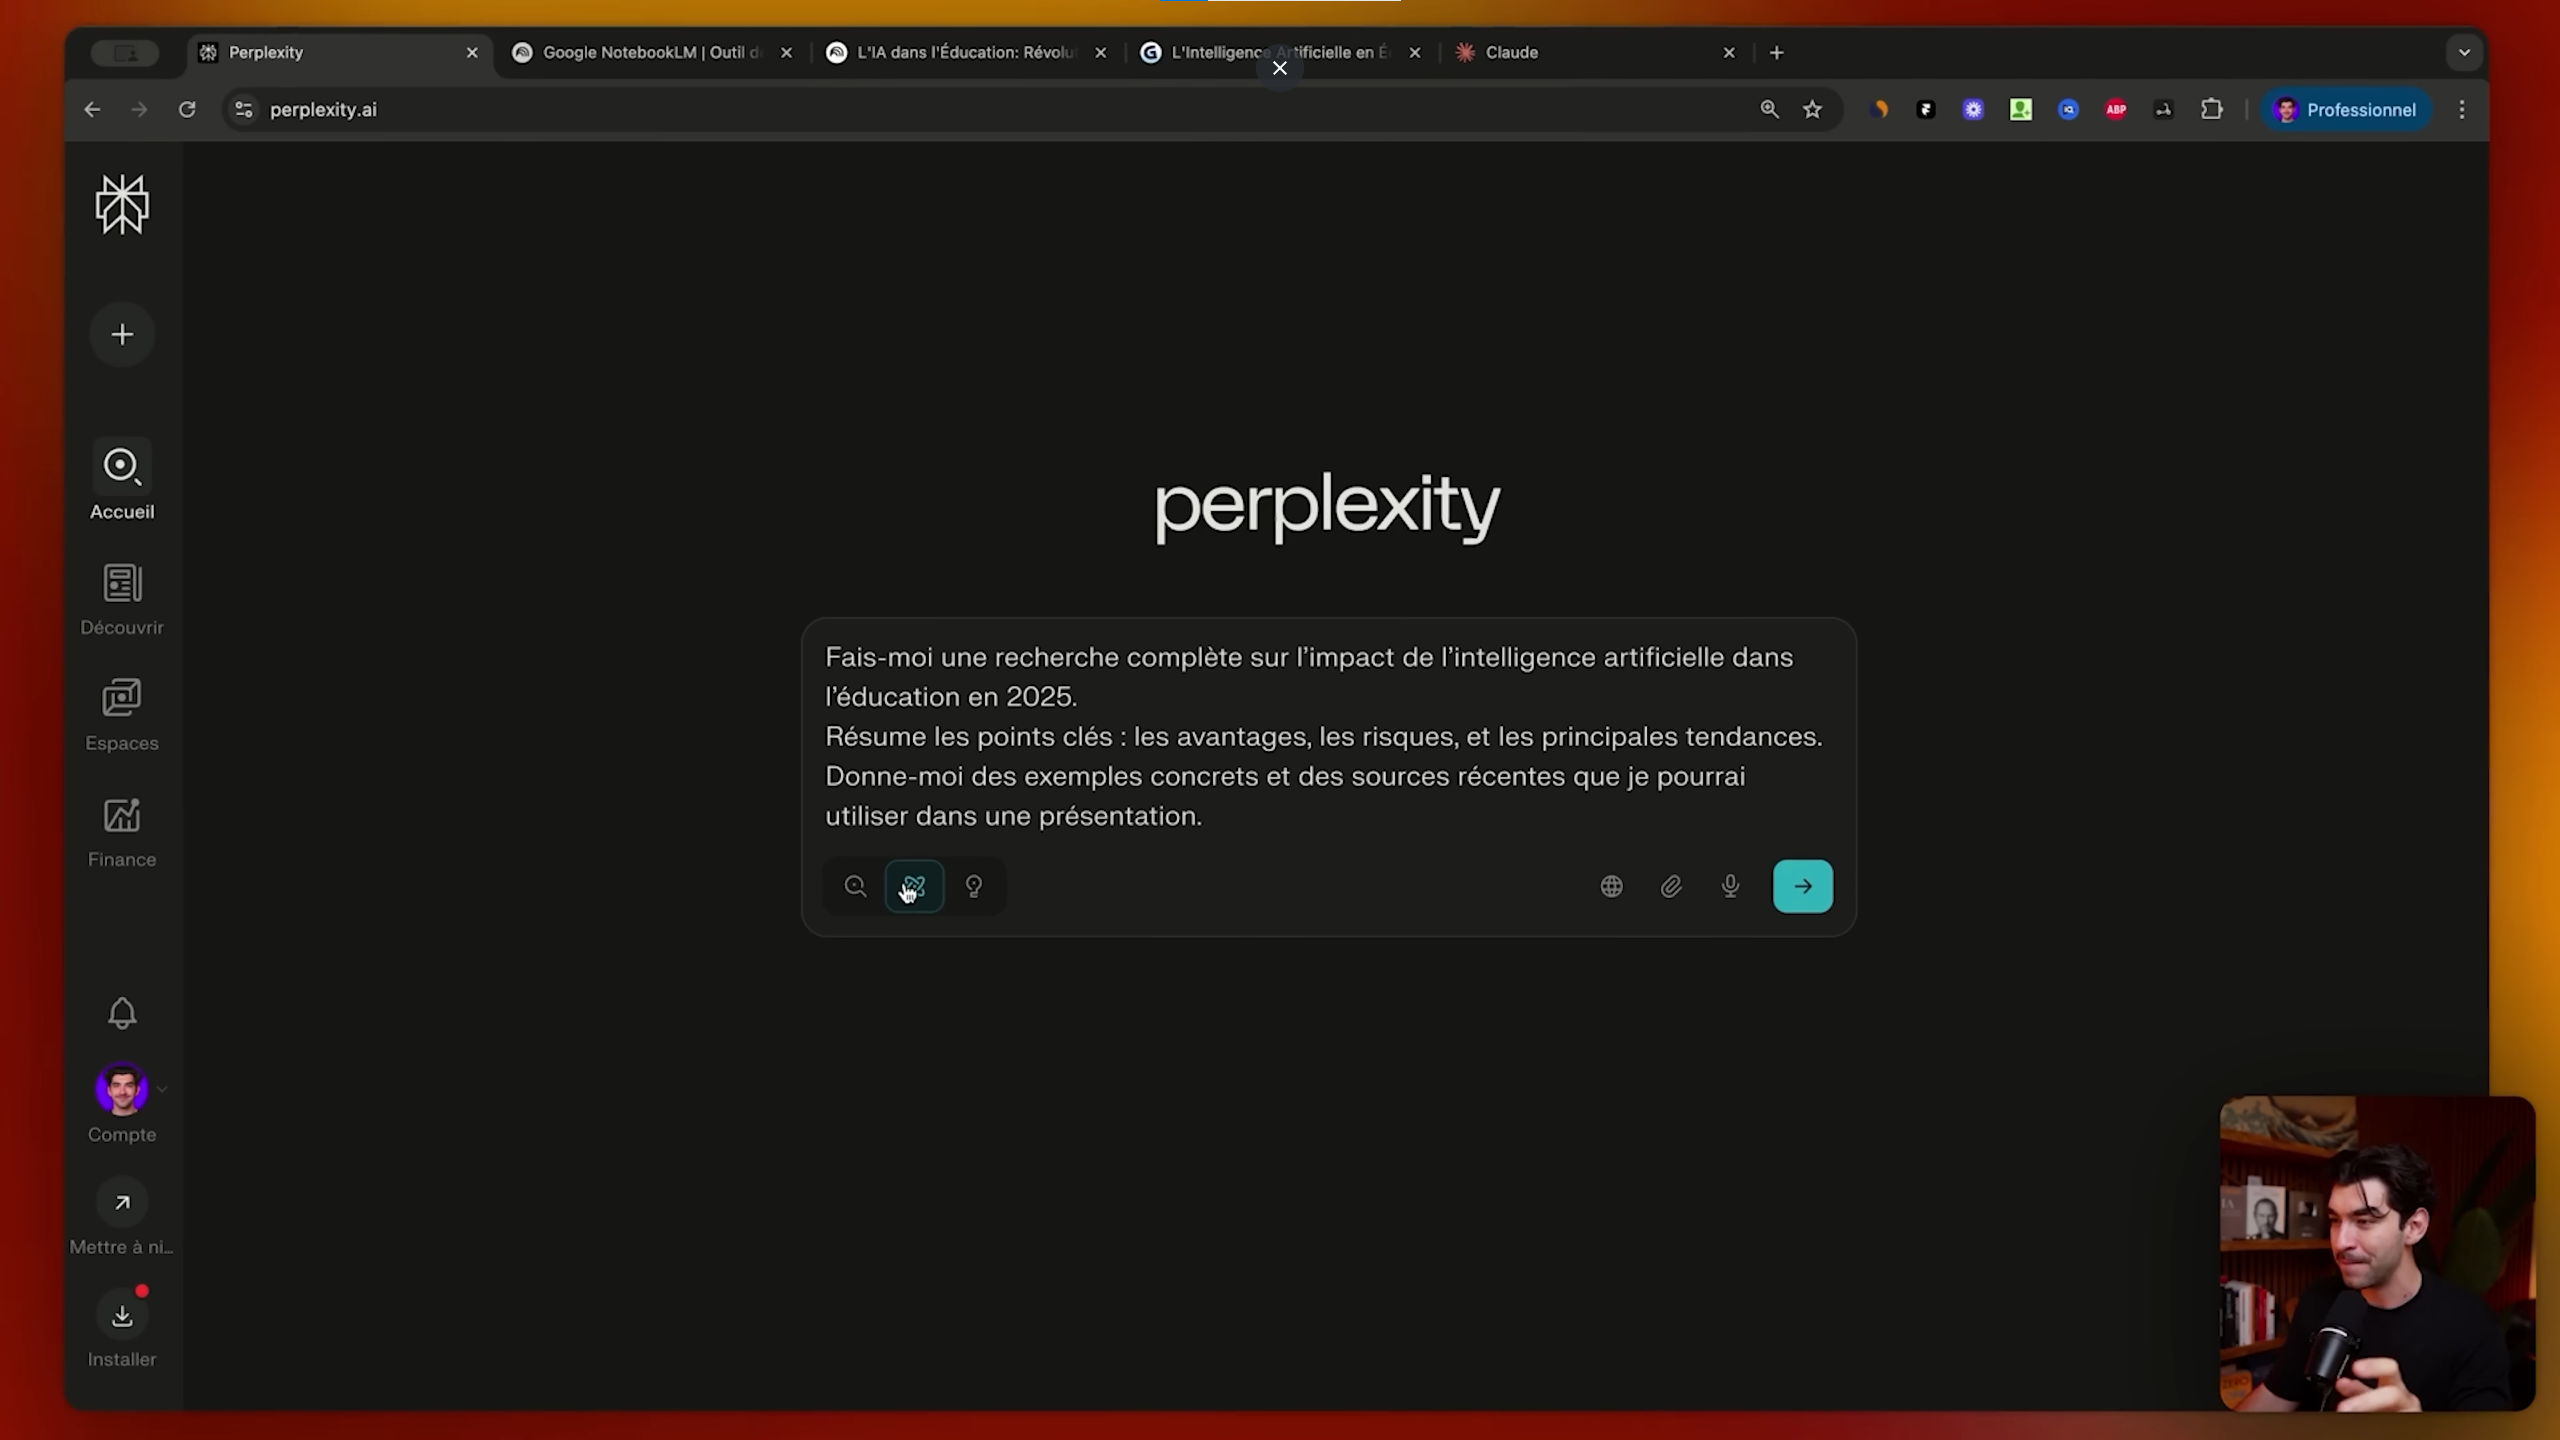 Perplexity
Google NotebookLM | Outil d
L'IA dans l'Éducation: Révolu
L'Intelligence Artificielle en É
Claude
perplexity.ai
ABP
Professionnel
Accueil
Découvrir
Espaces
Finance
Compte
Mettre à ni...
Installer
perplexity
Fais-moi une recherche complète sur l’impact de l’intelligence artificielle dans
l’éducation en 2025.
Résume les points clés : les avantages, les risques, et les principales tendances.
Donne-moi des exemples concrets et des sources récentes que je pourrai
utiliser dans une présentation.